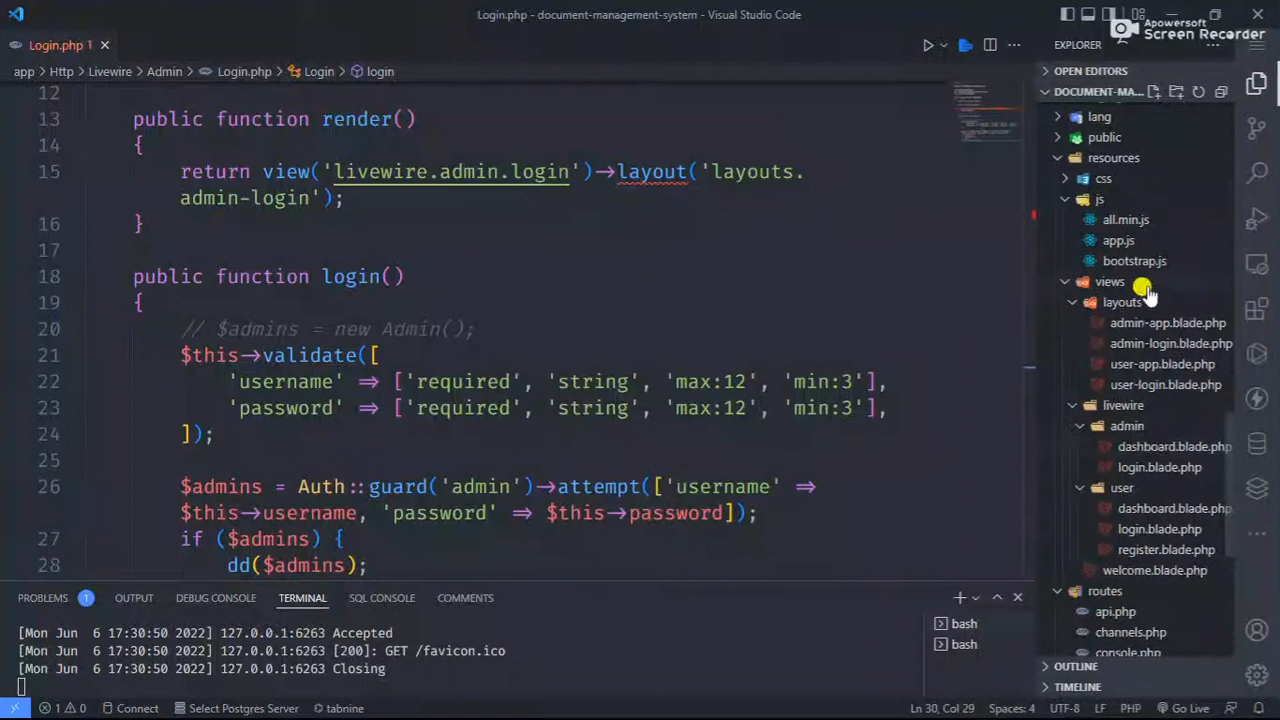 Login.php - document-management-system - Visual Studio Code
Apowersoft
Screen Recorder
Login.php 1
EXPLORER
app > Http > Livewire > Admin > Login.php > Login > login
OPEN EDITORS
DOCUMENT-MA...
12
13 public function render()
14 {
15 return view('livewire.admin.login')->layout('layouts.
admin-login');
16 }
17
18 public function login()
19 {
20 // $admins = new Admin();
21 $this->validate([
22 'username' => ['required', 'string', 'max:12', 'min:3'],
23 'password' => ['required', 'string', 'max:12', 'min:3'],
24 ]);
25
26 $admins = Auth::guard('admin')->attempt(['username' =>
$this->username, 'password' => $this->password]);
27 if ($admins) {
28 dd($admins);
lang
public
resources
css
js
all.min.js
app.js
bootstrap.js
views
layouts
admin-app.blade.php
admin-login.blade.php
user-app.blade.php
user-login.blade.php
livewire
admin
dashboard.blade.php
login.blade.php
user
dashboard.blade.php
login.blade.php
register.blade.php
welcome.blade.php
routes
api.php
channels.php
console.php
OUTLINE
TIMELINE
PROBLEMS 1 OUTPUT DEBUG CONSOLE TERMINAL SQL CONSOLE COMMENTS
[Mon Jun  6 17:30:50 2022] 127.0.0.1:6263 Accepted
[Mon Jun  6 17:30:50 2022] 127.0.0.1:6263 [200]: GET /favicon.ico
[Mon Jun  6 17:30:50 2022] 127.0.0.1:6263 Closing
bash
bash
1 0 Connect Select Postgres Server tabnine Ln 30, Col 29 Spaces: 4 UTF-8 LF PHP Go Live